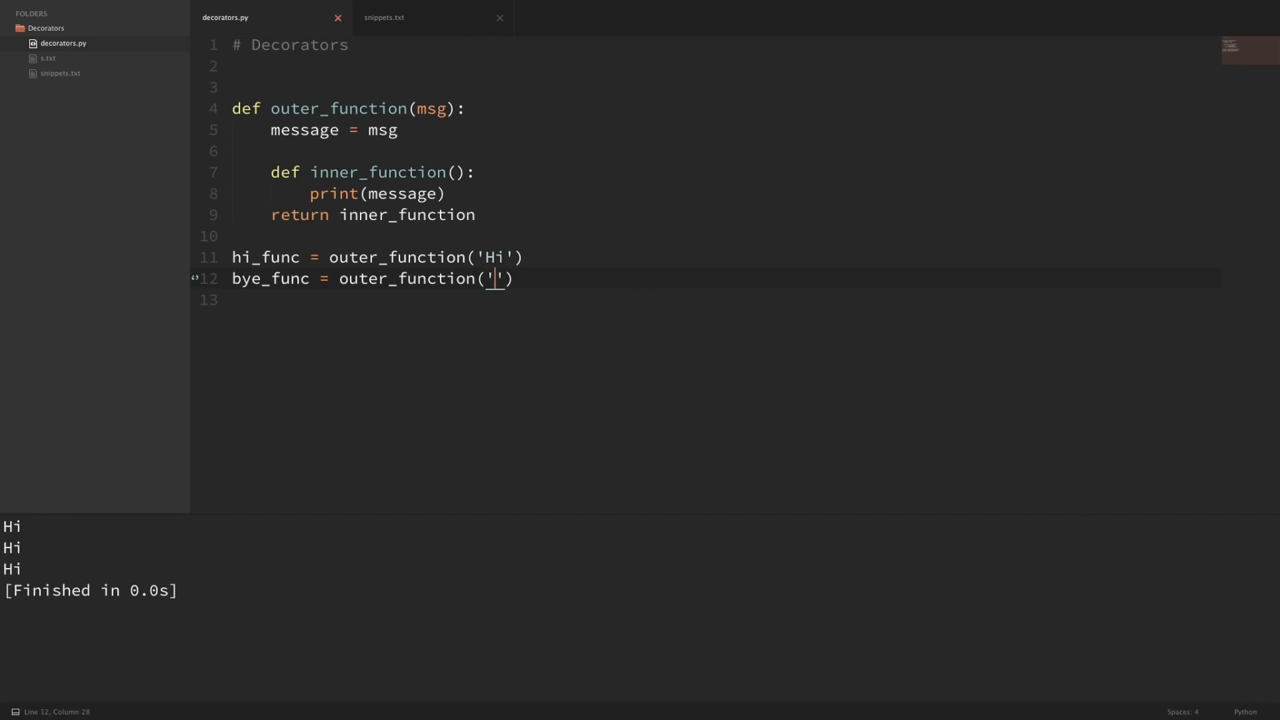 FOLDERS
Decorators
decorators.py
s.txt
snippets.txt
decorators.py
snippets.txt
1 # Decorators
2
3
4 def outer_function(msg):
5 message = msg
6
7 def inner_function():
8 print(message)
9 return inner_function
10
11 hi_func = outer_function('Hi')
12 bye_func = outer_function('')
13
Hi
Hi
Hi
[Finished in 0.0s]
Line 12, Column 28
Spaces: 4
Python